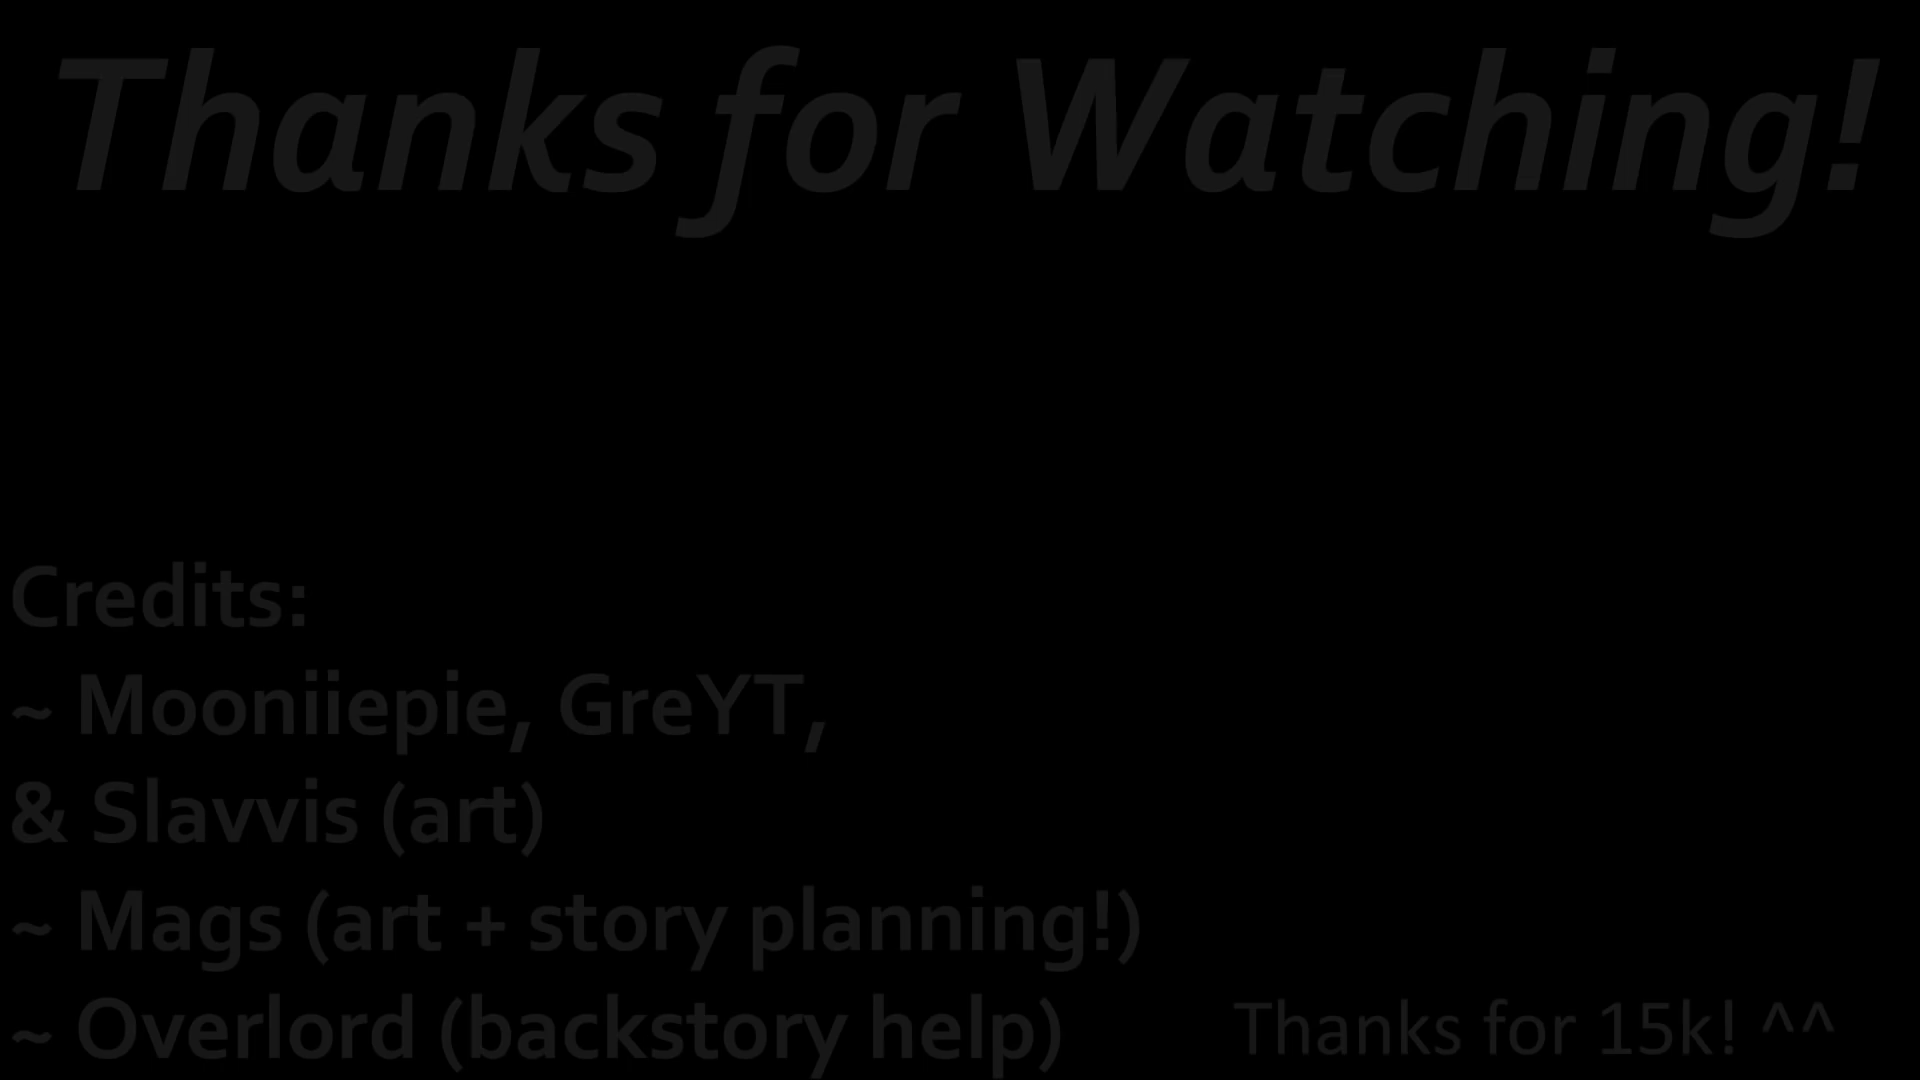 Thanks for Watching!
Credits:
~ Mooniiepie, GreYT,
& Slavvis (art)
~ Mags (art + story planning!)
~ Overlord (backstory help)
Thanks for 15k! ^^